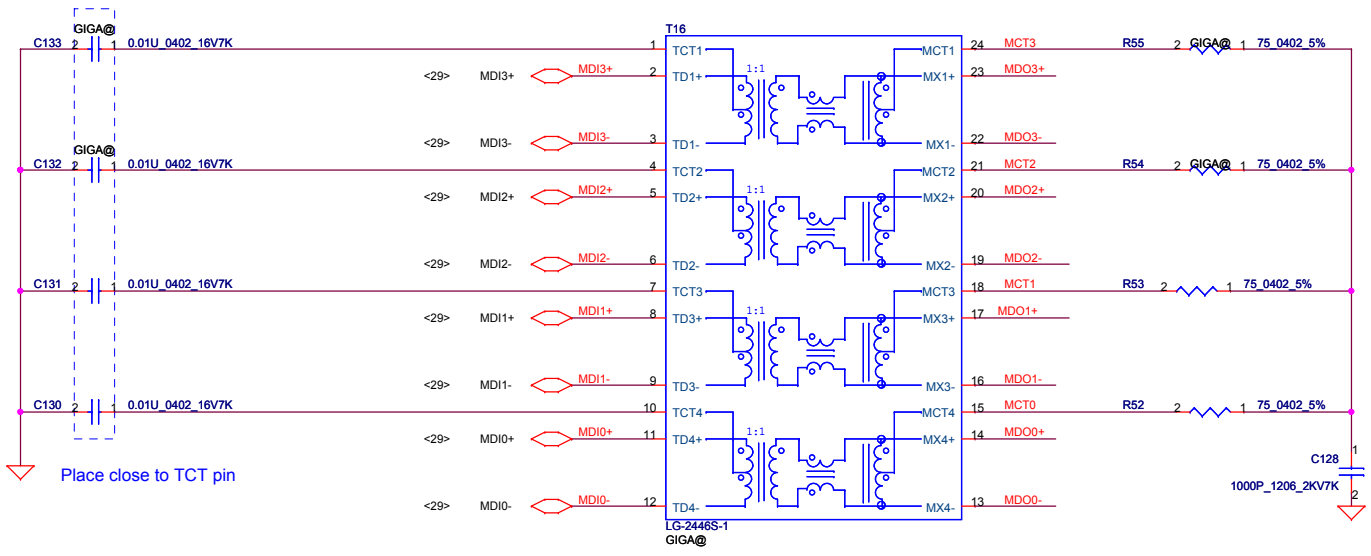 GIGA@
C133 2 1 0.01U_0402_16V7K
T16
1 TCT1
MCT1 24 MCT3
R55 2 GIGA@ 1 75_0402_5%
1:1
<29> MDI3+ MDI3+ 2 TD1+
MX1+ 23 MDO3+
<29> MDI3- MDI3- 3 TD1-
MX1- 22 MDO3-
GIGA@
C132 2 1 0.01U_0402_16V7K
4 TCT2
MCT2 21 MCT2
R54 2 GIGA@ 1 75_0402_5%
1:1
<29> MDI2+ MDI2+ 5 TD2+
MX2+ 20 MDO2+
<29> MDI2- MDI2- 6 TD2-
MX2- 19 MDO2-
C131 2 1 0.01U_0402_16V7K
7 TCT3
MCT3 18 MCT1
R53 2 1 75_0402_5%
1:1
<29> MDI1+ MDI1+ 8 TD3+
MX3+ 17 MDO1+
<29> MDI1- MDI1- 9 TD3-
MX3- 16 MDO1-
C130 2 1 0.01U_0402_16V7K
10 TCT4
MCT4 15 MCT0
R52 2 1 75_0402_5%
1:1
<29> MDI0+ MDI0+ 11 TD4+
MX4+ 14 MDO0+
Place close to TCT pin
C128 1
1000P_1206_2KV7K
2
<29> MDI0- MDI0- 12 TD4-
MX4- 13 MDO0-
LG-2446S-1
GIGA@